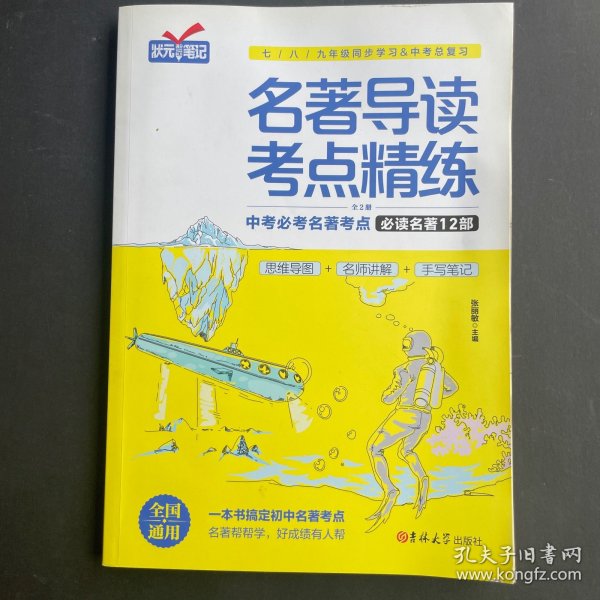 状元笔记
七/八/九年级同步学习&中考总复习
名著导读
考点精练
全2册
中考必考名著考点 必读名著12部
思维导图 + 名师讲解 + 手写笔记
张丽敏 主编
全国
通用
一本书搞定初中名著考点
名著帮帮学，好成绩有人帮
吉林大学出版社
孔夫子旧书网
www.kongfz.com